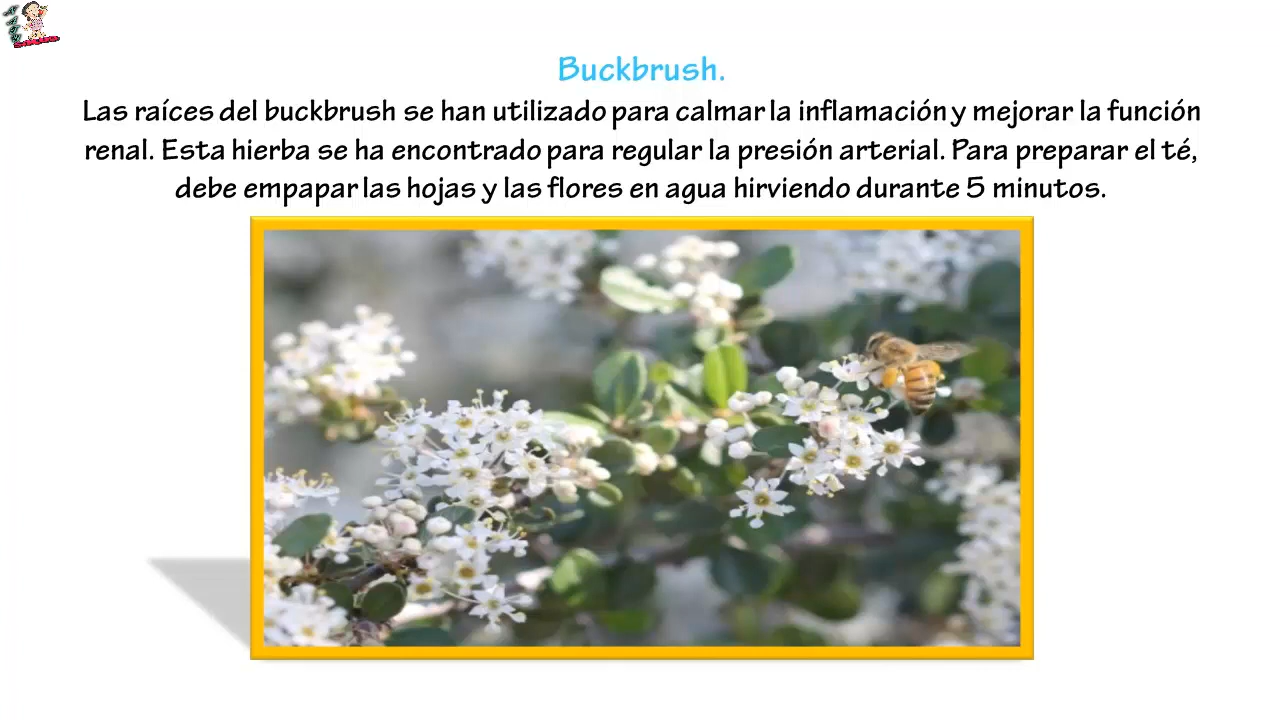 Buckbrush.
Las raíces del buckbrush se han utilizado para calmar la inflamación y mejorar la función
renal. Esta hierba se ha encontrado para regular la presión arterial. Para preparar el té,
debe empapar las hojas y las flores en agua hirviendo durante 5 minutos.